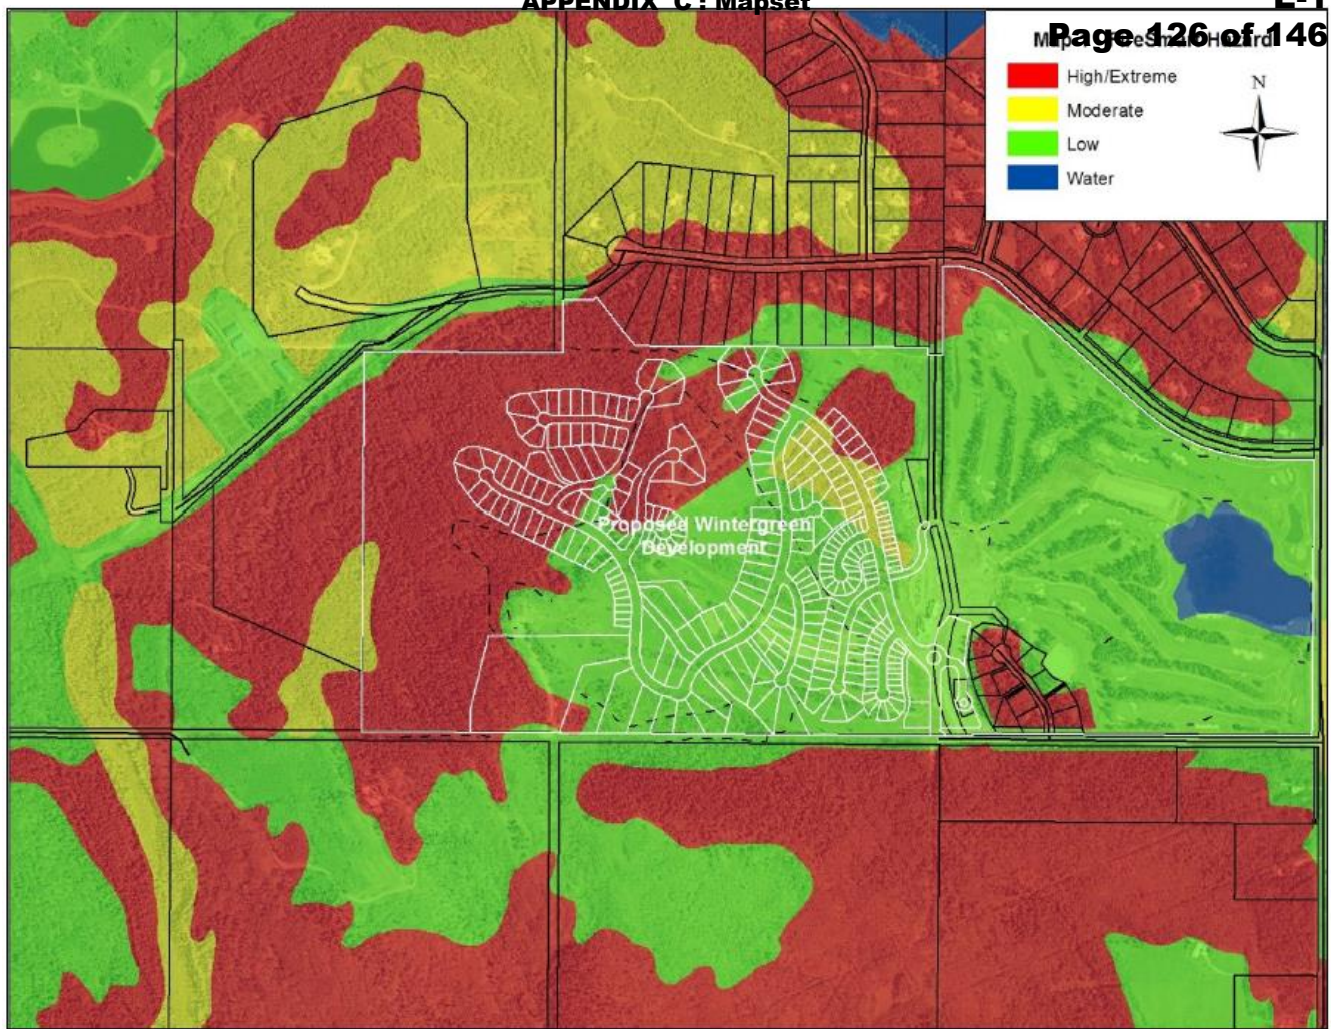 APPENDIX C : Mapset
Page 126 of 146
High/Extreme
Moderate
Low
Water
N
Proposed Wintergreen
Development